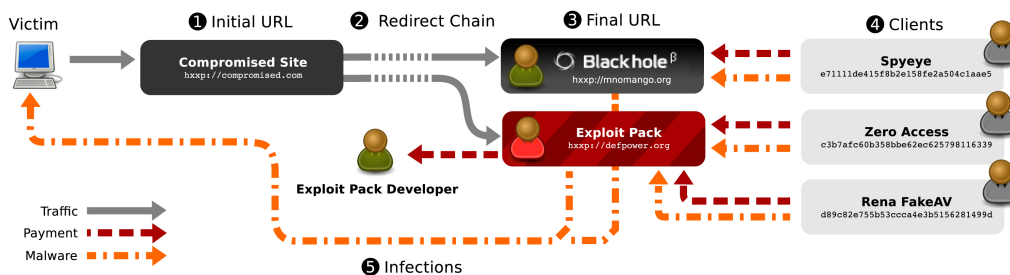 Victim
❶ Initial URL
❷ Redirect Chain
❸ Final URL
❹ Clients
Compromised Site
hxxp://compromised.com
Blackhole β
hxxp://mnomango.org
Spyeye
e71111de415f8b2e158fe2a504c1aae5
Exploit Pack
hxxp://defpower.org
Zero Access
c3b7afc60b358bbe62ec625798116339
Exploit Pack Developer
Rena FakeAV
d89c82e755b53ccca4e3b5156281499d
Traffic
Payment
Malware
❺ Infections